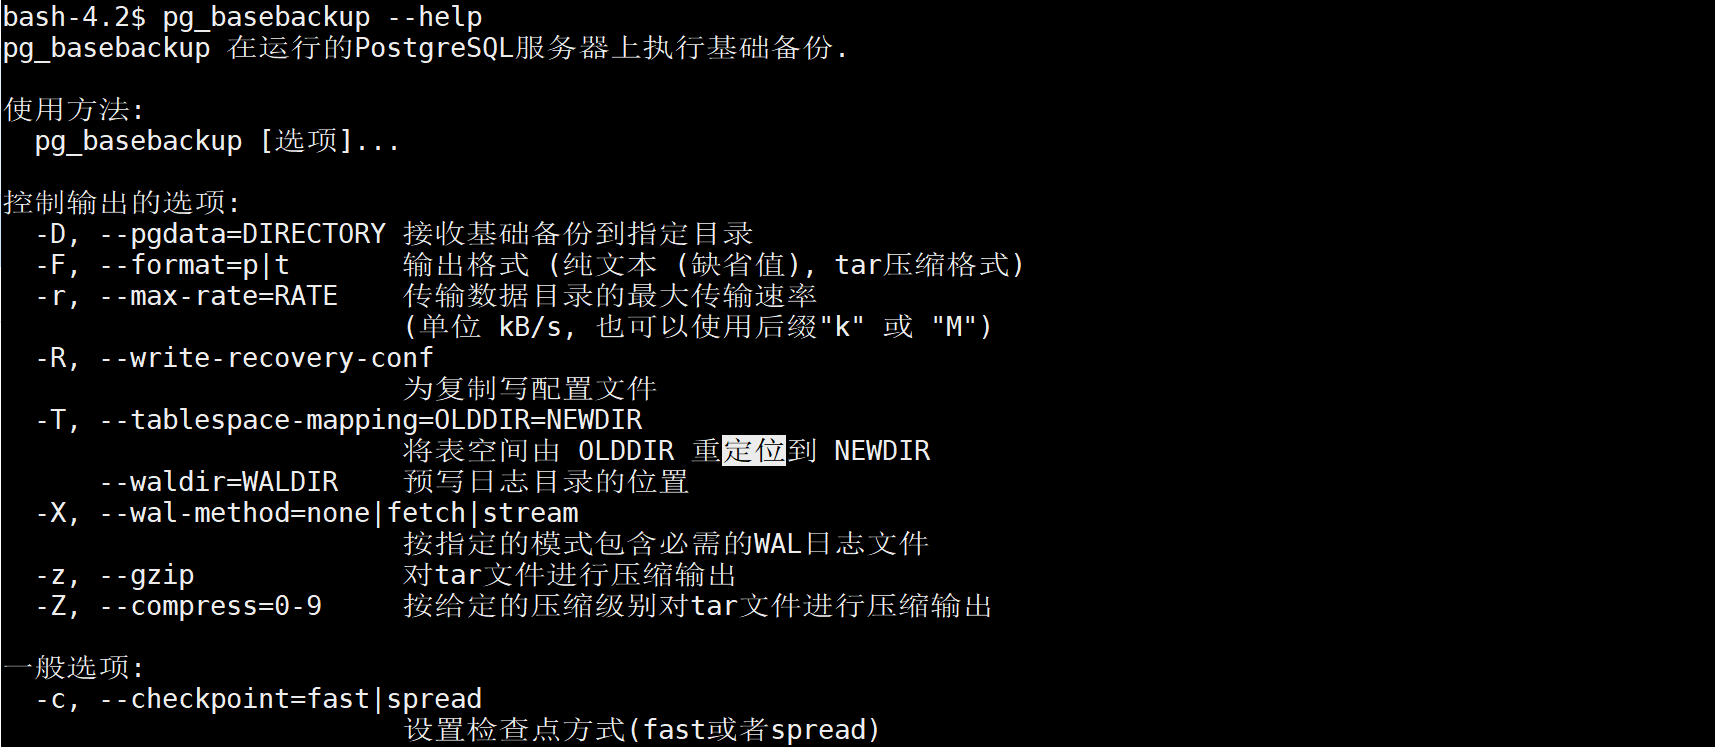 bash-4.2$ pg_basebackup --help
pg_basebackup 在运行的PostgreSQL服务器上执行基础备份.
使用方法:
pg_basebackup [选项]...
控制输出的选项:
-D, --pgdata=DIRECTORY 接收基础备份到指定目录
-F, --format=p|t 输出格式 (纯文本 (缺省值), tar压缩格式)
-r, --max-rate=RATE 传输数据目录的最大传输速率
(单位 kB/s, 也可以使用后缀"k" 或 "M")
-R, --write-recovery-conf
为复制写配置文件
-T, --tablespace-mapping=OLDDIR=NEWDIR
将表空间由 OLDDIR 重定位到 NEWDIR
--waldir=WALDIR 预写日志目录的位置
-X, --wal-method=none|fetch|stream
按指定的模式包含必需的WAL日志文件
-z, --gzip 对tar文件进行压缩输出
-Z, --compress=0-9 按给定的压缩级别对tar文件进行压缩输出
一般选项:
-c, --checkpoint=fast|spread
设置检查点方式(fast或者spread)